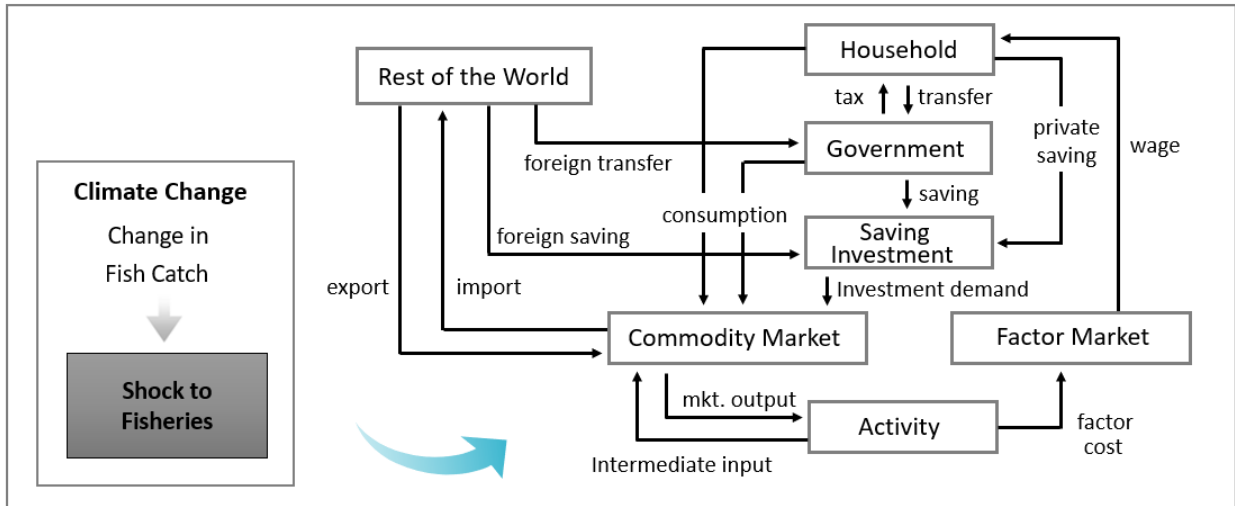 Climate Change
Change in
Fish Catch
Shock to
Fisheries
Rest of the World
Household
tax
transfer
private
saving
wage
foreign transfer
Government
saving
consumption
foreign saving
Saving
Investment
export
import
Investment demand
Commodity Market
Factor Market
mkt. output
Activity
factor
cost
Intermediate input